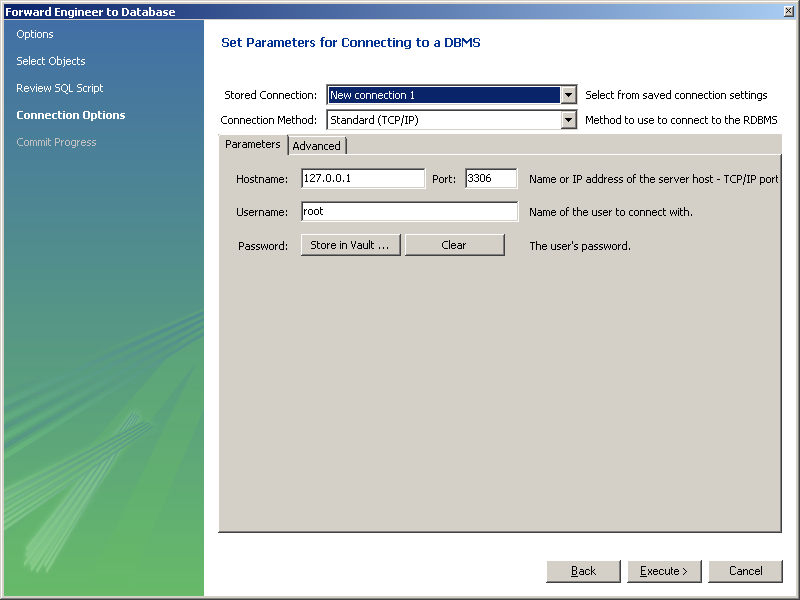 Forward Engineer to Database
Options
Select Objects
Review SQL Script
Connection Options
Commit Progress
Set Parameters for Connecting to a DBMS
Stored Connection: New connection 1 Select from saved connection settings
Connection Method: Standard (TCP/IP) Method to use to connect to the RDBMS
Parameters Advanced
Hostname: 127.0.0.1 Port: 3306 Name or IP address of the server host - TCP/IP port
Username: root Name of the user to connect with.
Password: Store in Vault ... Clear The user's password.
Back Execute > Cancel